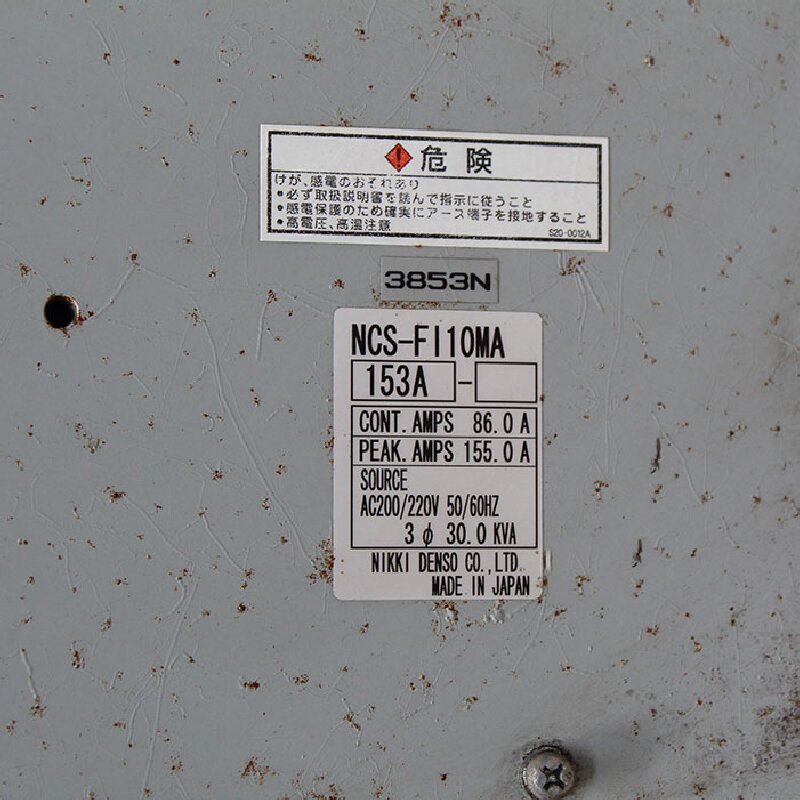 危険
けが、感電のおそれあり
・必ず取扱説明書を読んで指示に従うこと
・感電保護のため確実にアース端子を接地すること
・高電圧、高温注意
S20-0012A
3853N
NCS-FI10MA
153A -
CONT. AMPS 86.0 A
PEAK. AMPS 155.0 A
SOURCE
AC200/220V 50/60HZ
3 φ 30.0 KVA
NIKKI DENSO CO.,LTD.
MADE IN JAPAN